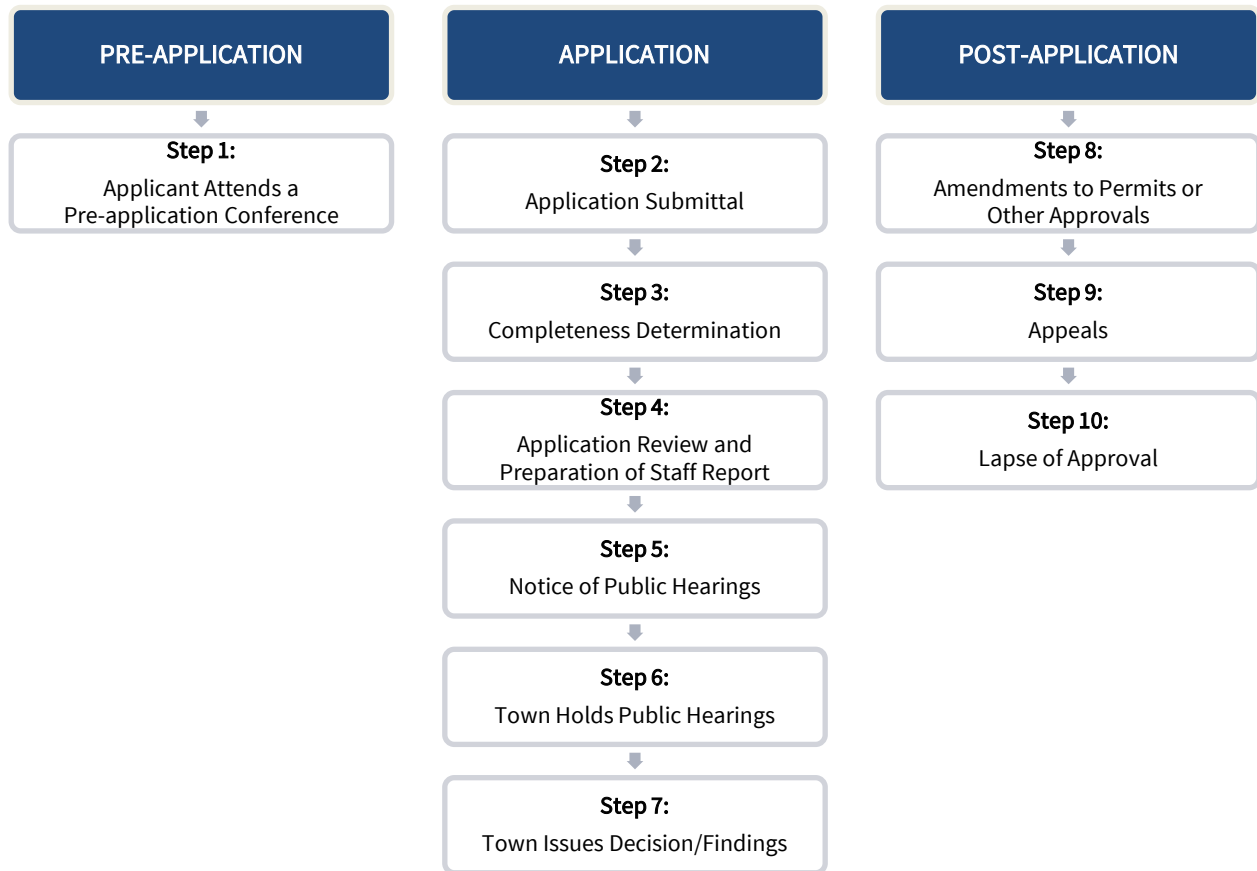 PRE-APPLICATION
Step 1:
Applicant Attends a
Pre-application Conference
APPLICATION
Step 2:
Application Submittal
Step 3:
Completeness Determination
Step 4:
Application Review and
Preparation of Staff Report
Step 5:
Notice of Public Hearings
Step 6:
Town Holds Public Hearings
Step 7:
Town Issues Decision/Findings
POST-APPLICATION
Step 8:
Amendments to Permits or
Other Approvals
Step 9:
Appeals
Step 10:
Lapse of Approval